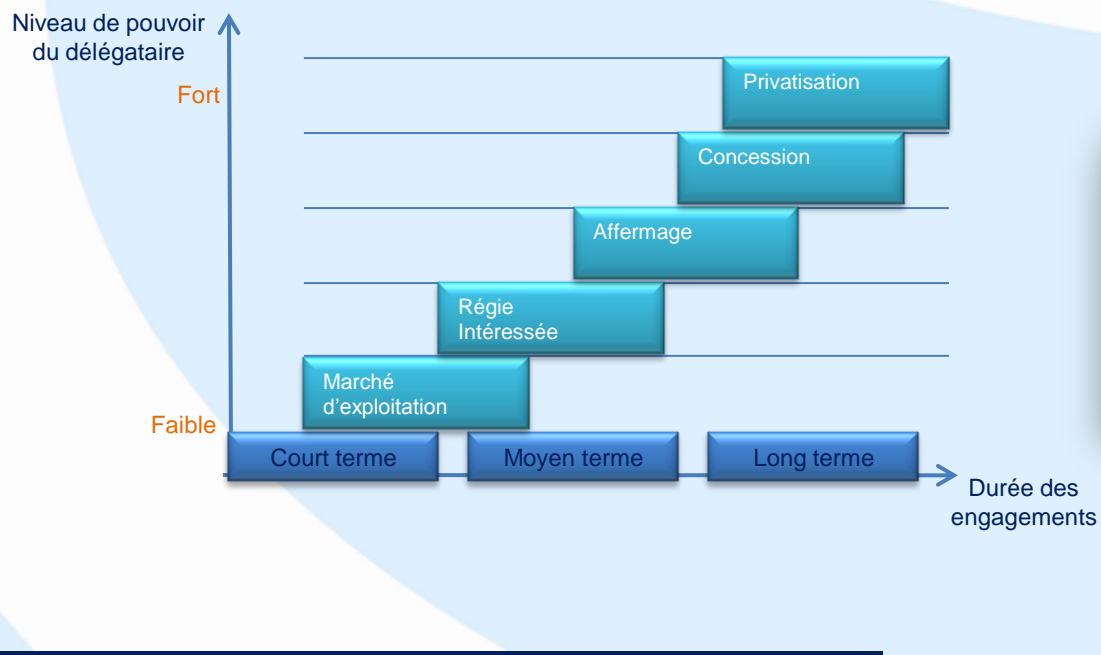 Niveau de pouvoir
du délégataire
Fort
Privatisation
Concession
Affermage
Régie
Intéressée
Marché
d’exploitation
Faible
Court terme
Moyen terme
Long terme
Durée des
engagements